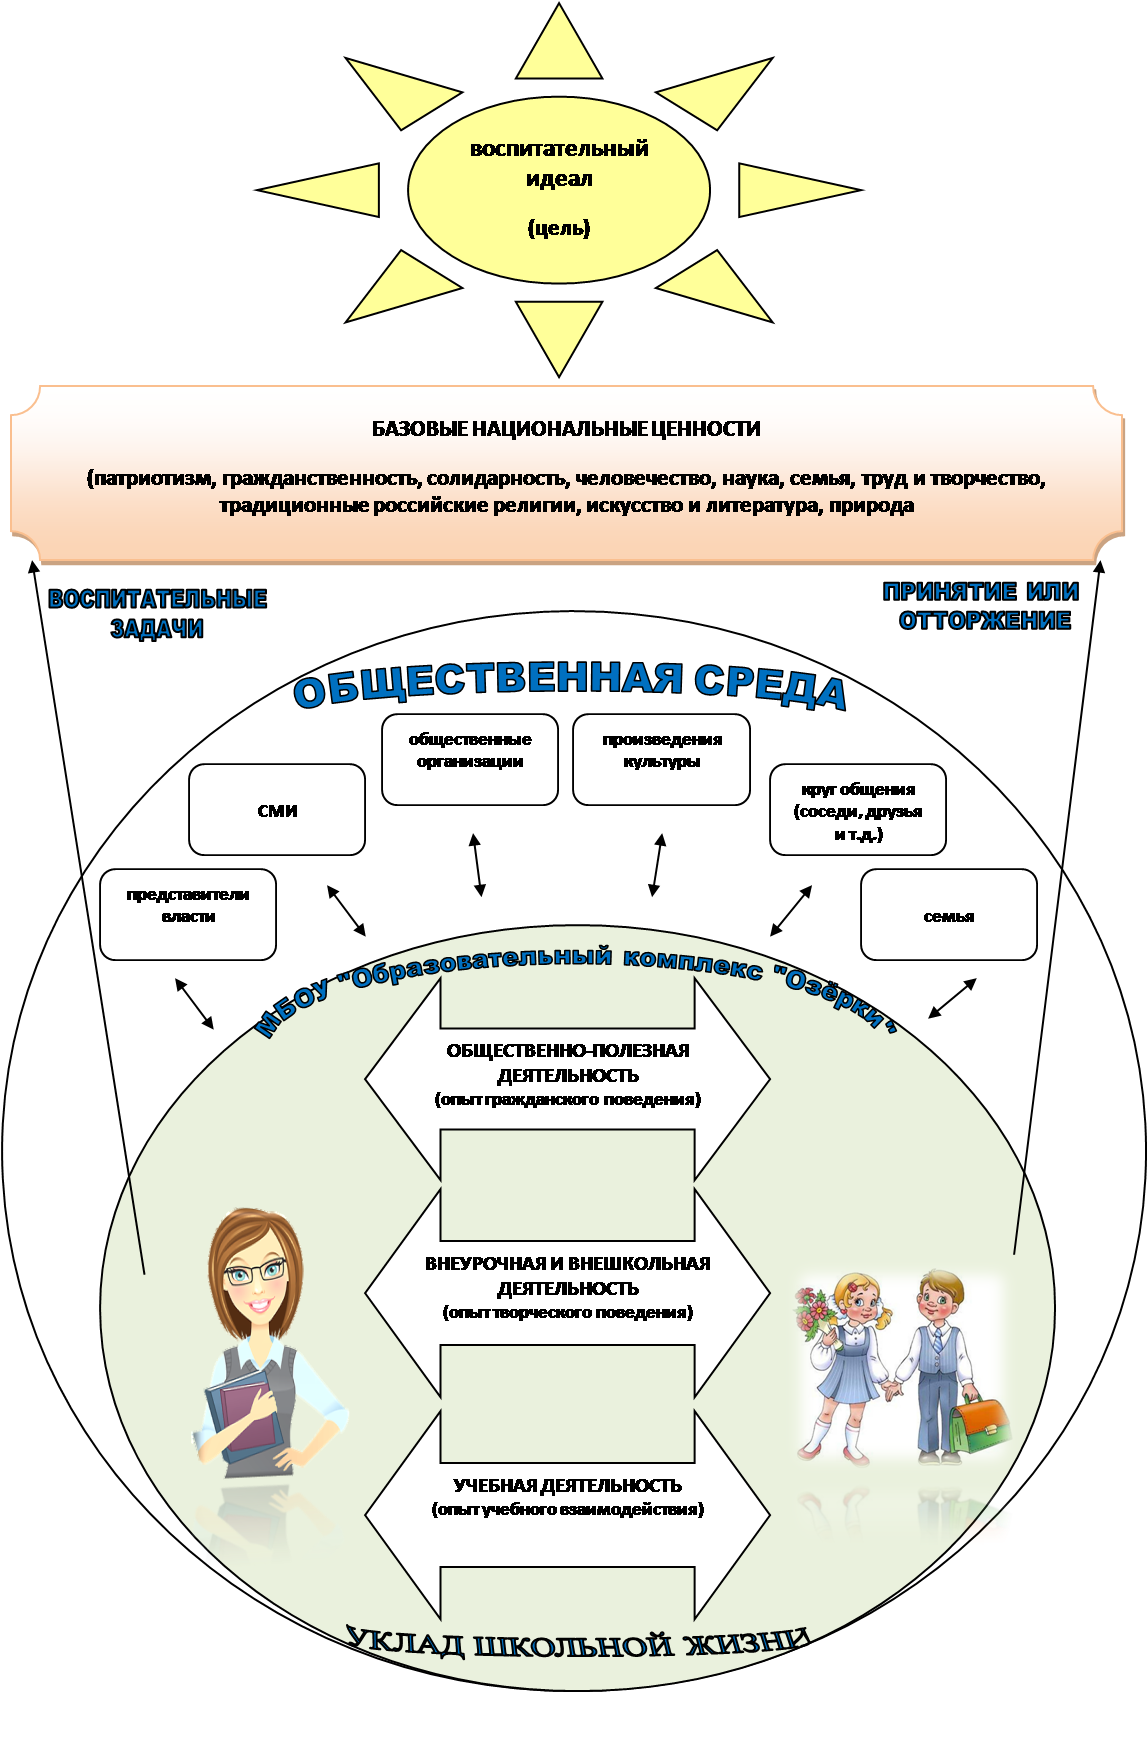 воспитательный
идеал
(цель)
БАЗОВЫЕ НАЦИОНАЛЬНЫЕ ЦЕННОСТИ
(патриотизм, гражданственность, солидарность, человечество, наука, семья, труд и творчество,
традиционные российские религии, искусство и литература, природа
ВОСПИТАТЕЛЬНЫЕ
ЗАДАЧИ
ПРИНЯТИЕ ИЛИ
ОТТОРЖЕНИЕ
ОБЩЕСТВЕННАЯ СРЕДА
общественные
организации
произведения
культуры
СМИ
круг общения
(соседи, друзья
и т.д.)
представители
власти
семья
МБОУ "Образовательный комплекс "Озёрки"
ОБЩЕСТВЕННО-ПОЛЕЗНАЯ
ДЕЯТЕЛЬНОСТЬ
(опыт гражданского поведения)
ВНЕУРОЧНАЯ И ВНЕШКОЛЬНАЯ
ДЕЯТЕЛЬНОСТЬ
(опыт творческого поведения)
УЧЕБНАЯ ДЕЯТЕЛЬНОСТЬ
(опыт учебного взаимодействия)
УКЛАД ШКОЛЬНОЙ ЖИЗНИ